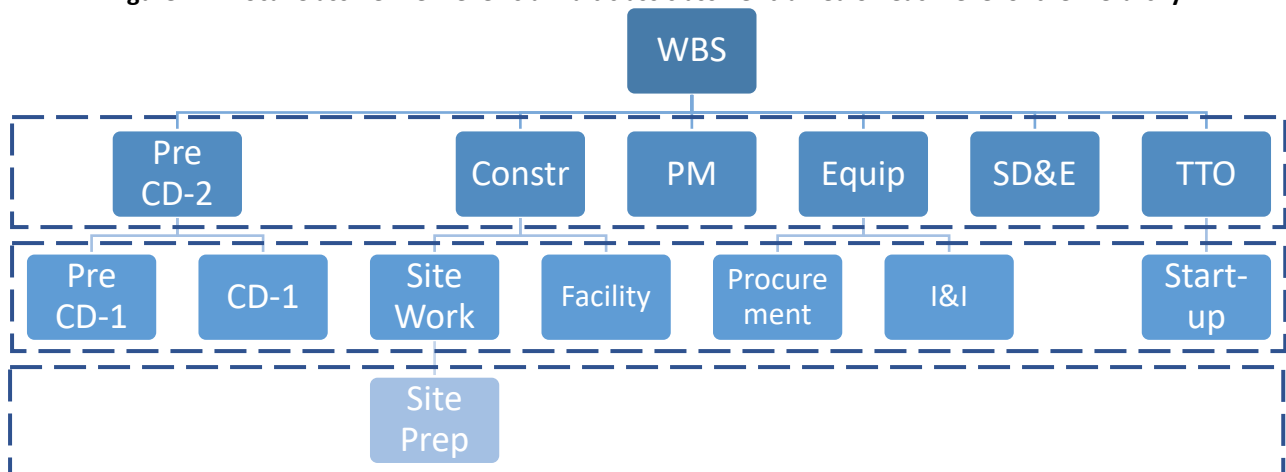 WBS
Pre
CD-2
Constr
PM
Equip
SD&E
TTO
Pre
CD-1
CD-1
Site
Work
Facility
Procure
ment
I&I
Start-
up
Site
Prep